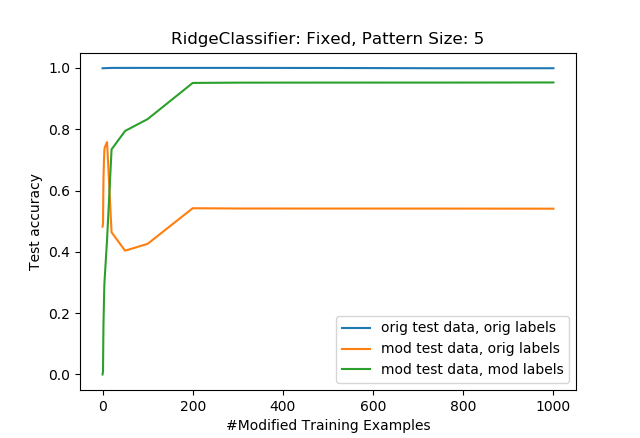 RidgeClassifier: Fixed, Pattern Size: 5
1.0
0.8
0.6
0.4
0.2
0.0
Test accuracy
orig test data, orig labels
mod test data, orig labels
mod test data, mod labels
0 200 400 600 800 1000
#Modified Training Examples